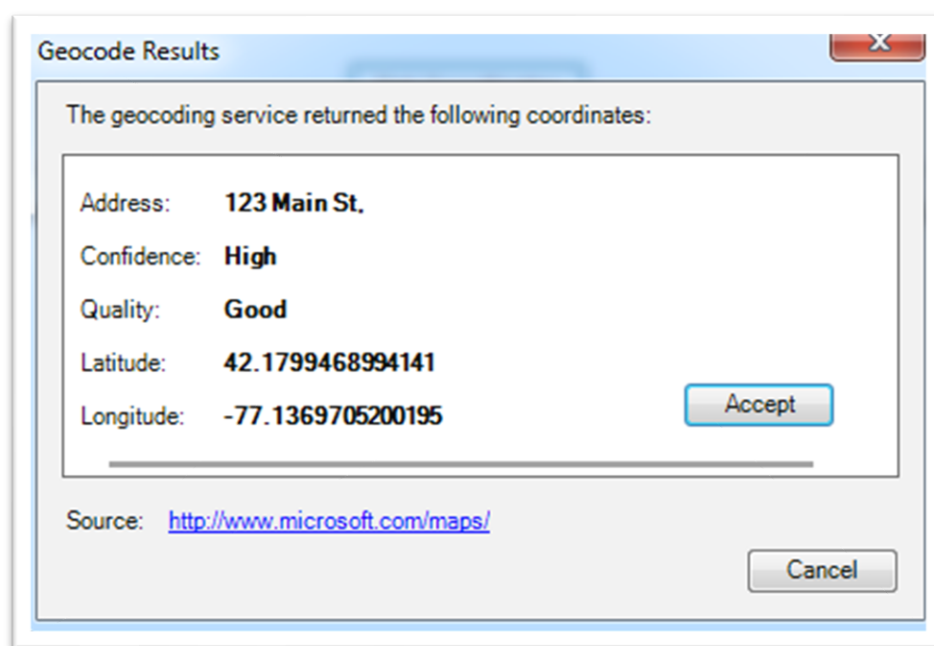 Geocode Results
The geocoding service returned the following coordinates:
Address: 123 Main St.
Confidence: High
Quality: Good
Latitude: 42.1799468994141
Longitude: -77.1369705200195
Accept
Source: http://www.microsoft.com/maps/
Cancel